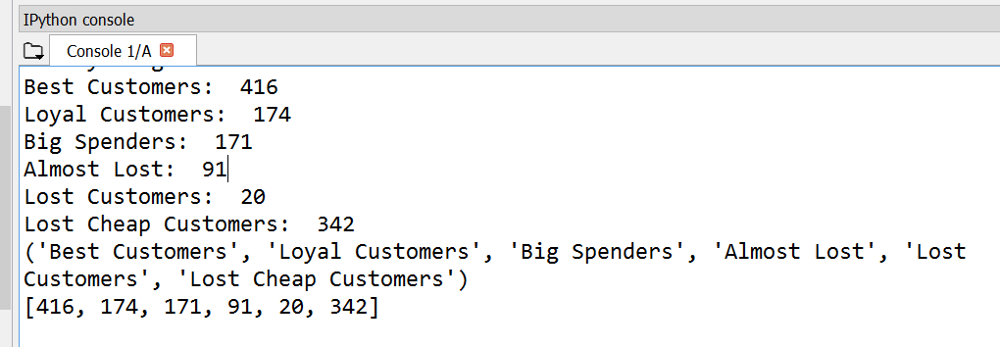 IPython console
Console 1/A
Best Customers:  416
Loyal Customers:  174
Big Spenders:  171
Almost Lost:  91
Lost Customers:  20
Lost Cheap Customers:  342
('Best Customers', 'Loyal Customers', 'Big Spenders', 'Almost Lost', 'Lost
Customers', 'Lost Cheap Customers')
[416, 174, 171, 91, 20, 342]